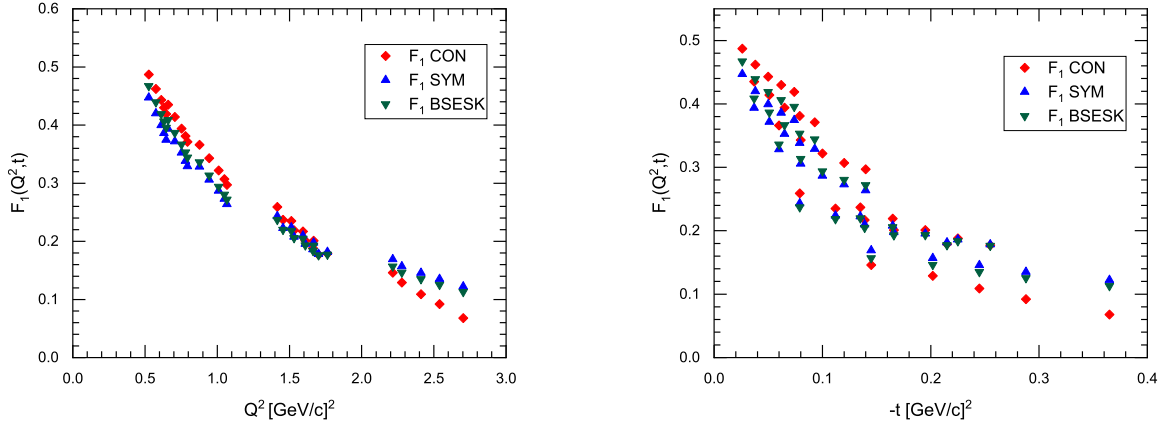 0.6
0.5
0.4
0.3
0.2
0.1
0.0
F₁(Q²,t)
F₁ CON
F₁ SYM
F₁ BSESK
0.0 0.5 1.0 1.5 2.0 2.5 3.0
Q² [GeV/c]²
0.5
0.4
0.3
0.2
0.1
0.0
F₁(Q²,t)
F₁ CON
F₁ SYM
F₁ BSESK
0.0 0.1 0.2 0.3 0.4
-t [GeV/c]²